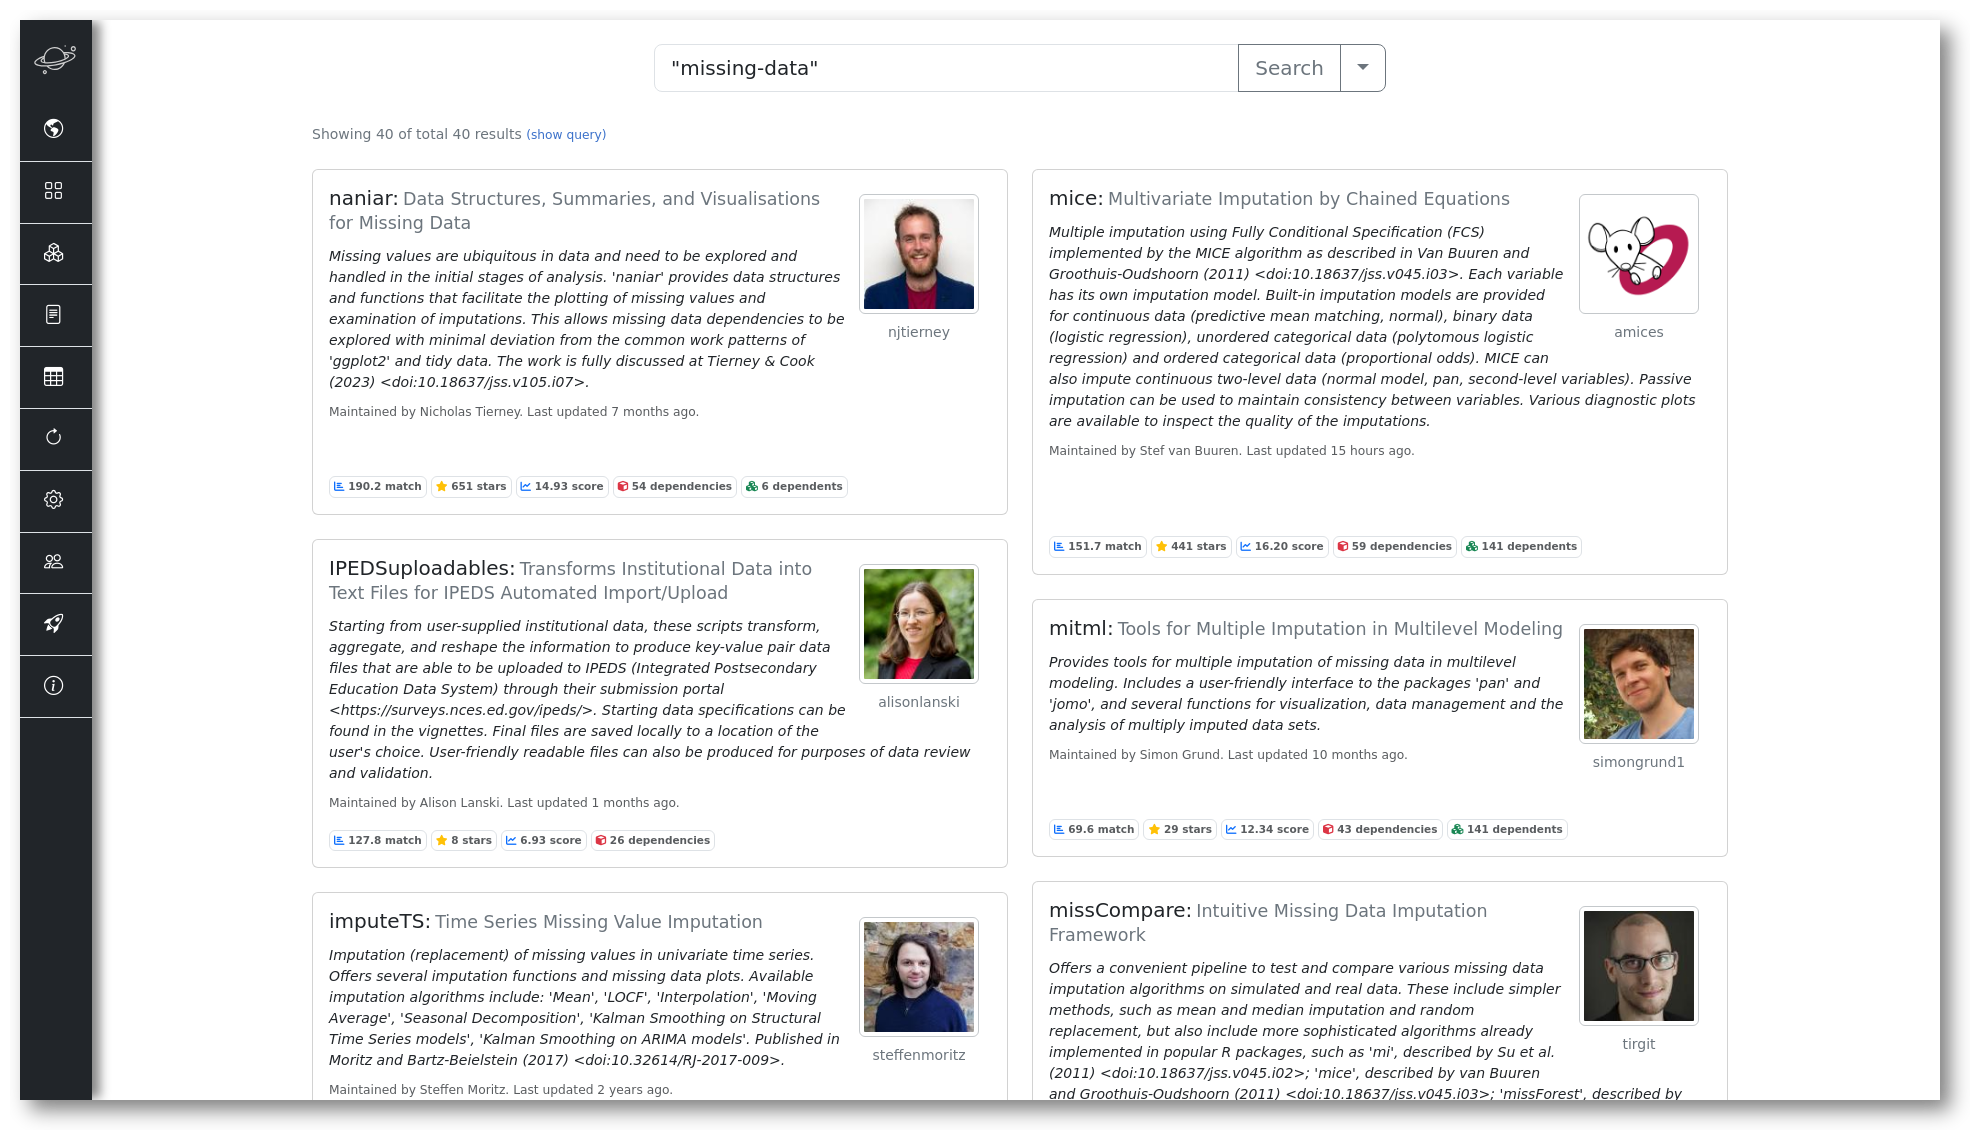 "missing-data"
Search
Showing 40 of total 40 results (show query)
naniar: Data Structures, Summaries, and Visualisations
for Missing Data
Missing values are ubiquitous in data and need to be explored and
handled in the initial stages of analysis. 'naniar' provides data structures
and functions that facilitate the plotting of missing values and
examination of imputations. This allows missing data dependencies to be
explored with minimal deviation from the common work patterns of
'ggplot2' and tidy data. The work is fully discussed at Tierney & Cook
(2023) <doi:10.18637/jss.v105.i07>.
Maintained by Nicholas Tierney. Last updated 7 months ago.
njtierney
190.2 match 651 stars 14.93 score 54 dependencies 6 dependents
mice: Multivariate Imputation by Chained Equations
Multiple imputation using Fully Conditional Specification (FCS)
implemented by the MICE algorithm as described in Van Buuren and
Groothuis-Oudshoorn (2011) <doi:10.18637/jss.v045.i03>. Each variable
has its own imputation model. Built-in imputation models are provided
for continuous data (predictive mean matching, normal), binary data
(logistic regression), unordered categorical data (polytomous logistic
regression) and ordered categorical data (proportional odds). MICE can
also impute continuous two-level data (normal model, pan, second-level variables). Passive
imputation can be used to maintain consistency between variables. Various diagnostic plots
are available to inspect the quality of the imputations.
Maintained by Stef van Buuren. Last updated 15 hours ago.
amices
151.7 match 441 stars 16.20 score 59 dependencies 141 dependents
IPEDSuploadables: Transforms Institutional Data into
Text Files for IPEDS Automated Import/Upload
Starting from user-supplied institutional data, these scripts transform,
aggregate, and reshape the information to produce key-value pair data
files that are able to be uploaded to IPEDS (Integrated Postsecondary
Education Data System) through their submission portal
<https://surveys.nces.ed.gov/ipeds/>. Starting data specifications can be
found in the vignettes. Final files are saved locally to a location of the
user's choice. User-friendly readable files can also be produced for purposes of data review
and validation.
Maintained by Alison Lanski. Last updated 1 months ago.
alisonlanski
127.8 match 8 stars 6.93 score 26 dependencies
mitml: Tools for Multiple Imputation in Multilevel Modeling
Provides tools for multiple imputation of missing data in multilevel
modeling. Includes a user-friendly interface to the packages 'pan' and
'jomo', and several functions for visualization, data management and the
analysis of multiply imputed data sets.
Maintained by Simon Grund. Last updated 10 months ago.
simongrund1
69.6 match 29 stars 12.34 score 43 dependencies 141 dependents
imputeTS: Time Series Missing Value Imputation
Imputation (replacement) of missing values in univariate time series.
Offers several imputation functions and missing data plots. Available
imputation algorithms include: 'Mean', 'LOCF', 'Interpolation', 'Moving
Average', 'Seasonal Decomposition', 'Kalman Smoothing on Structural
Time Series models', 'Kalman Smoothing on ARIMA models'. Published in
Moritz and Bartz-Beielstein (2017) <doi:10.32614/RJ-2017-009>.
Maintained by Steffen Moritz. Last updated 2 years ago.
steffenmoritz
missCompare: Intuitive Missing Data Imputation
Framework
Offers a convenient pipeline to test and compare various missing data
imputation algorithms on simulated and real data. These include simpler
methods, such as mean and median imputation and random
replacement, but also include more sophisticated algorithms already
implemented in popular R packages, such as 'mi', described by Su et al.
(2011) <doi:10.18637/jss.v045.i02>; 'mice', described by van Buuren
and Groothuis-Oudshoorn (2011) <doi:10.18637/jss.v045.i03>; 'missForest', described by
tirgit